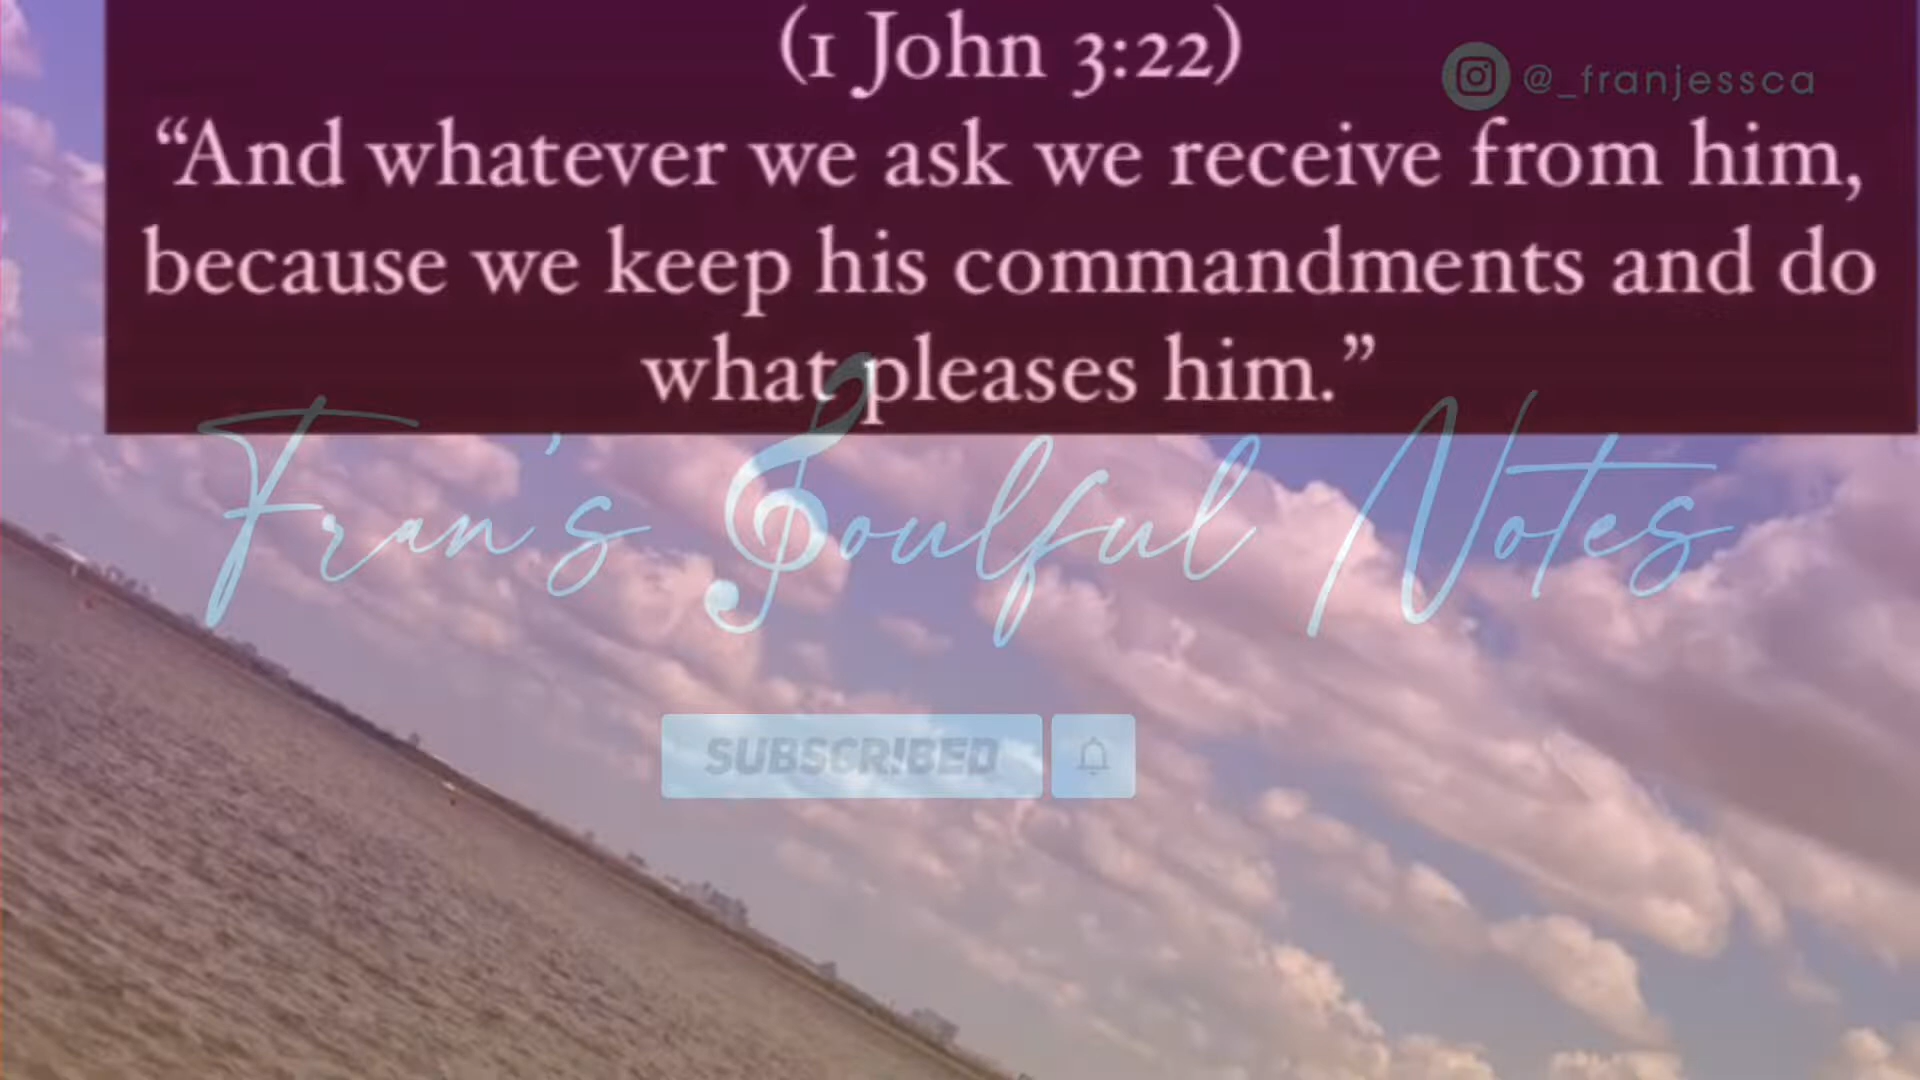 (1 John 3:22)
@_franjessca
“And whatever we ask we receive from him,
because we keep his commandments and do
what pleases him.”
Fran's Soulful Notes
SUBSCRIBED